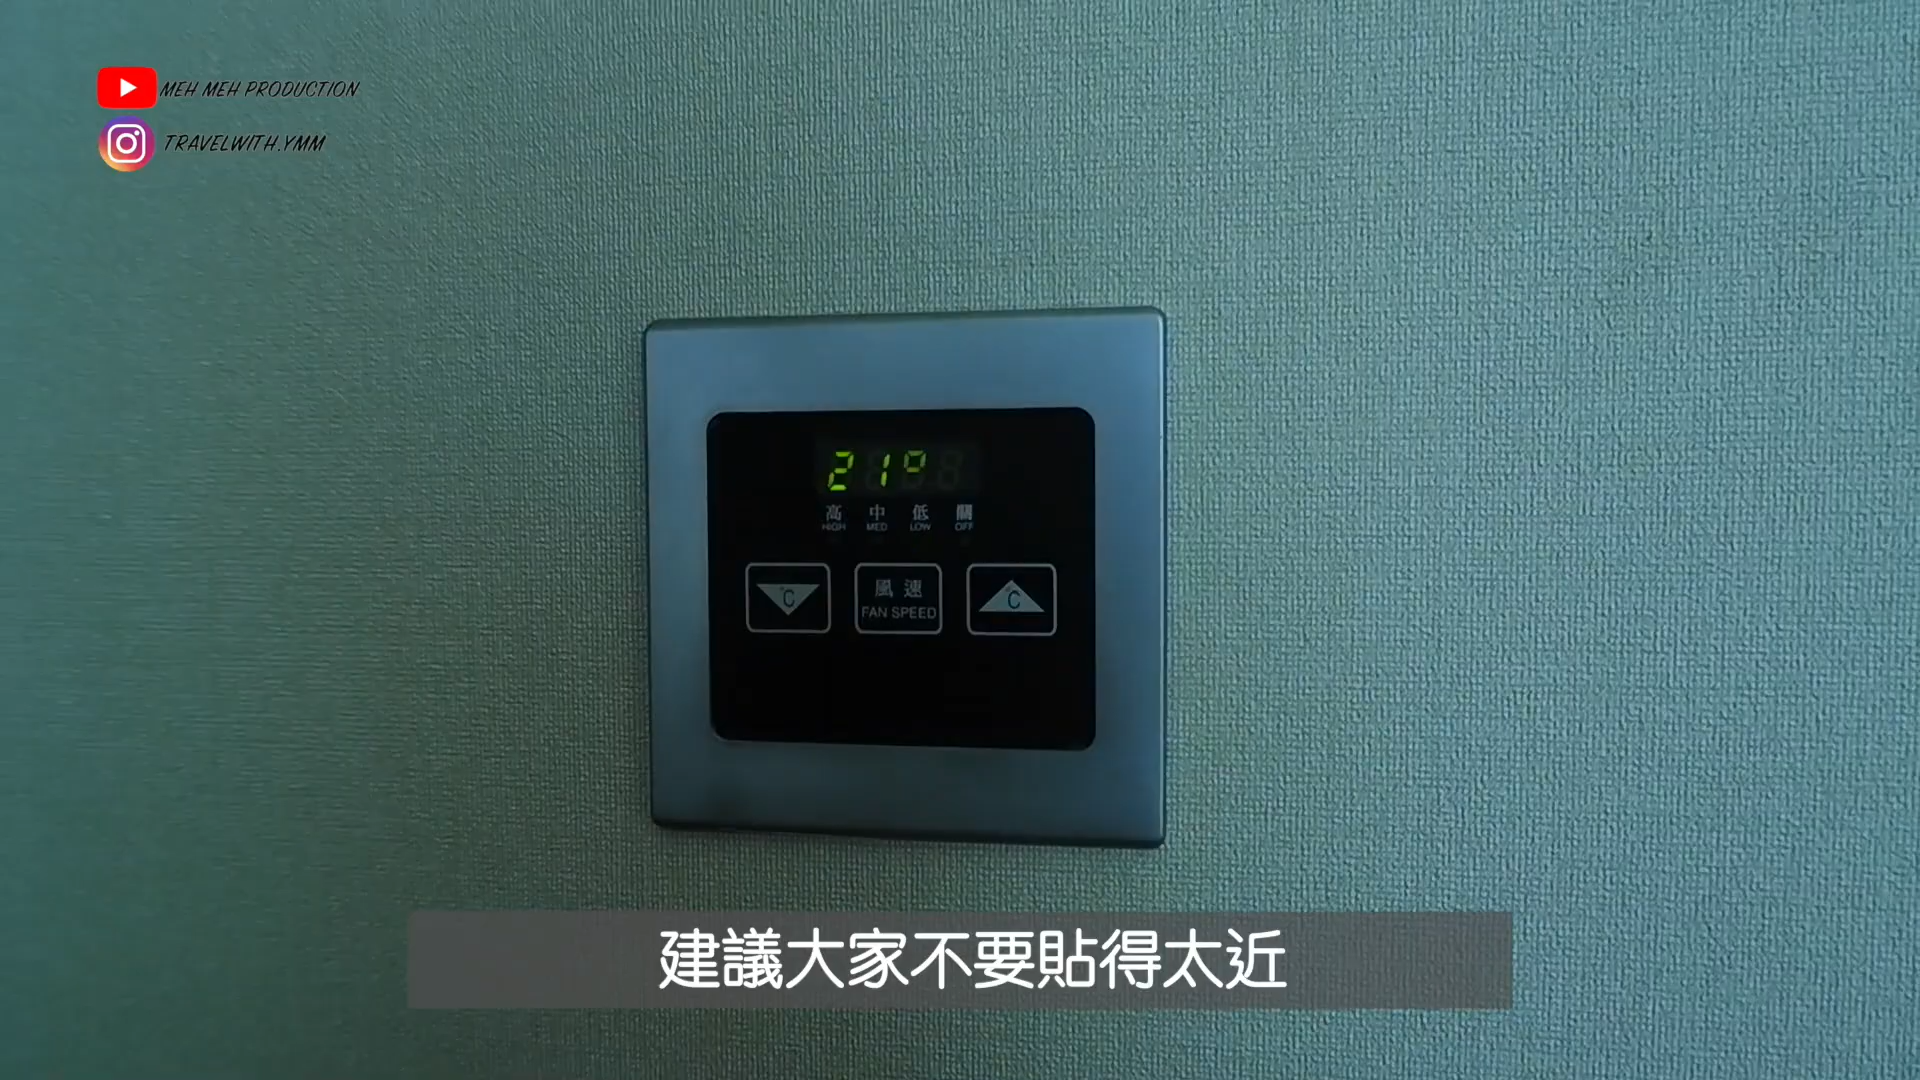 MEH MEH PRODUCTION
TRAVELWITH.YMM
21°
高 中 低 關
HIGH MED LOW OFF
℃ 風速 ℃
FAN SPEED
建議大家不要貼得太近